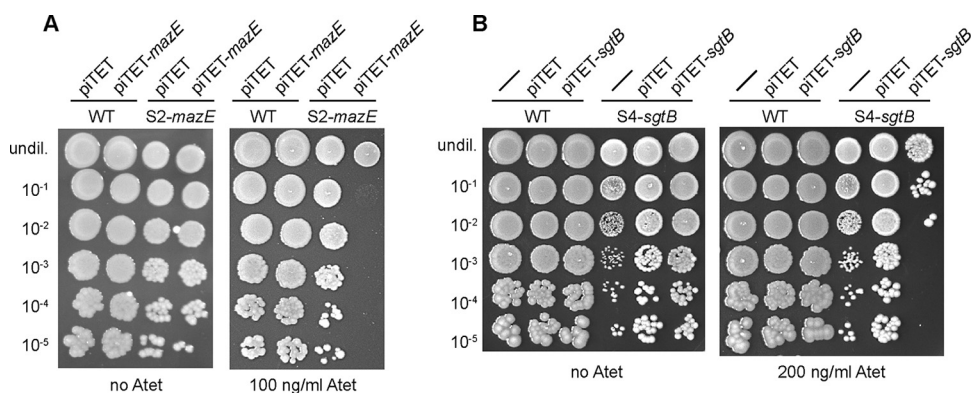 A
piTET
piTET-mazE
piTET
piTET-mazE
piTET
piTET-mazE
piTET
piTET-mazE
WT
S2-mazE
WT
S2-mazE
undil.
10-1
10-2
10-3
10-4
10-5
no Atet
100 ng/ml Atet
B
piTET
piTET-sgtB
piTET
piTET-sgtB
piTET
piTET-sgtB
piTET
piTET-sgtB
WT
S4-sgtB
WT
S4-sgtB
undil.
10-1
10-2
10-3
10-4
10-5
no Atet
200 ng/ml Atet